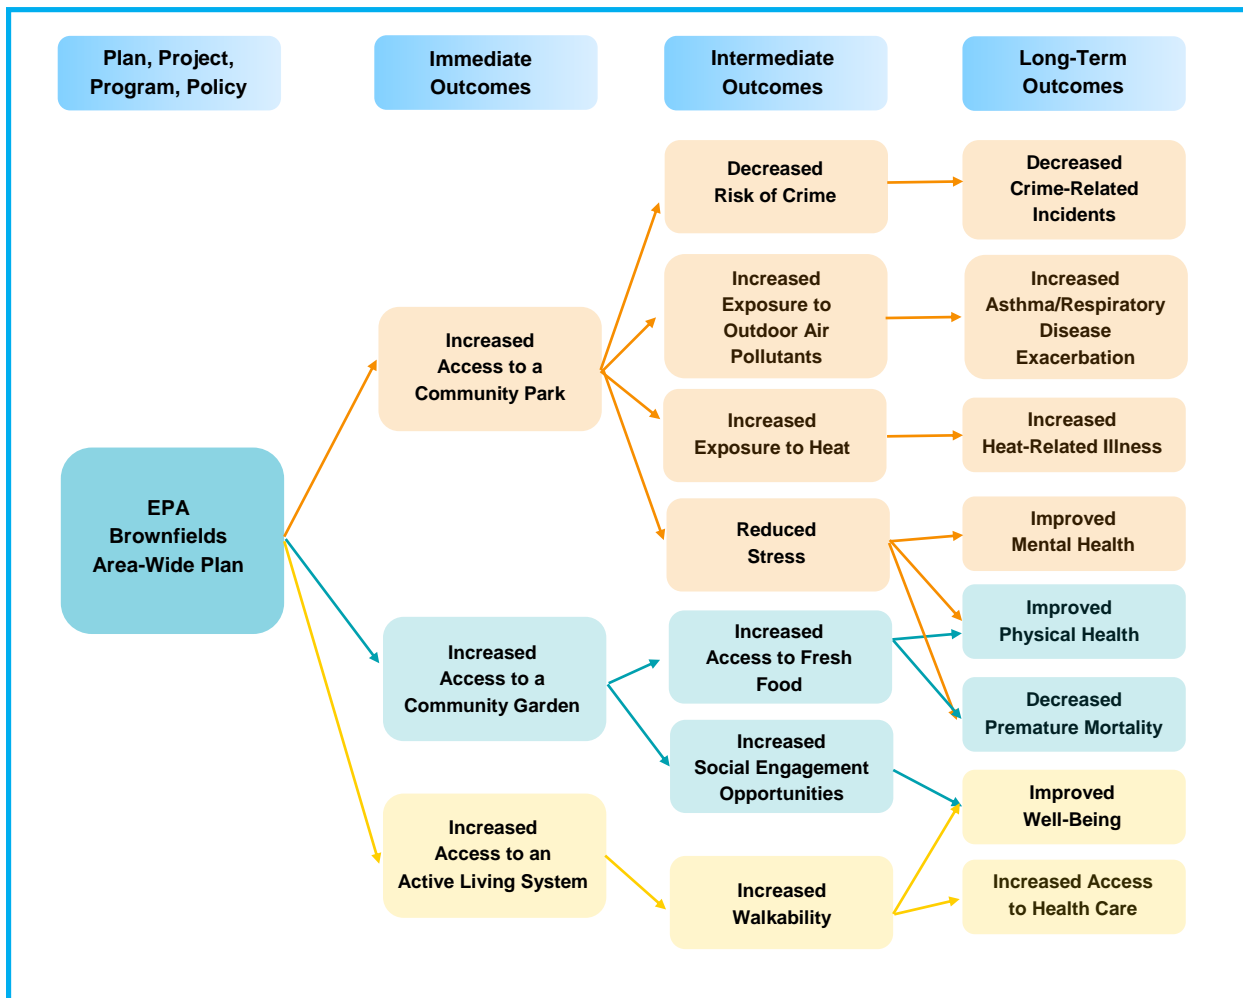 Plan, Project,
Program, Policy
Immediate
Outcomes
Intermediate
Outcomes
Long-Term
Outcomes
EPA
Brownfields
Area-Wide Plan
Increased
Access to a
Community Park
Increased
Access to a
Community Garden
Increased
Access to an
Active Living System
Decreased
Risk of Crime
Increased
Exposure to
Outdoor Air
Pollutants
Increased
Exposure to Heat
Reduced
Stress
Increased
Access to Fresh
Food
Increased
Social Engagement
Opportunities
Increased
Walkability
Decreased
Crime-Related
Incidents
Increased
Asthma/Respiratory
Disease
Exacerbation
Increased
Heat-Related Illness
Improved
Mental Health
Improved
Physical Health
Decreased
Premature Mortality
Improved
Well-Being
Increased Access
to Health Care